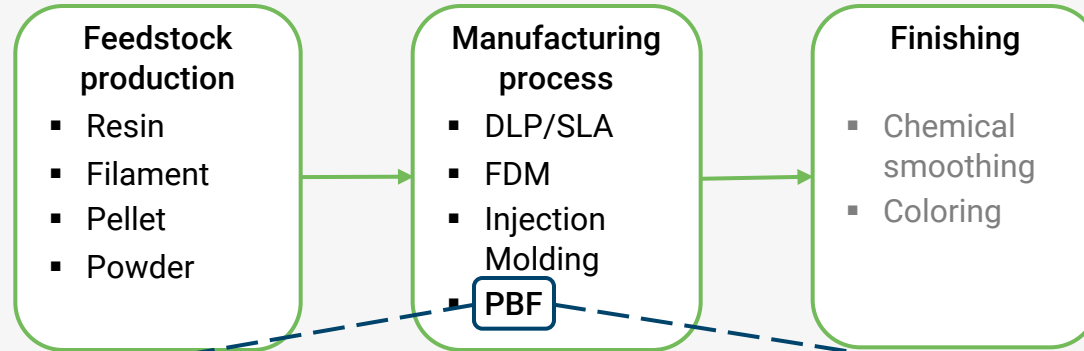 Feedstock
production
▪ Resin
▪ Filament
▪ Pellet
▪ Powder
Manufacturing
process
▪ DLP/SLA
▪ FDM
▪ Injection
Molding
▪ PBF
Finishing
▪ Chemical
smoothing
▪ Coloring